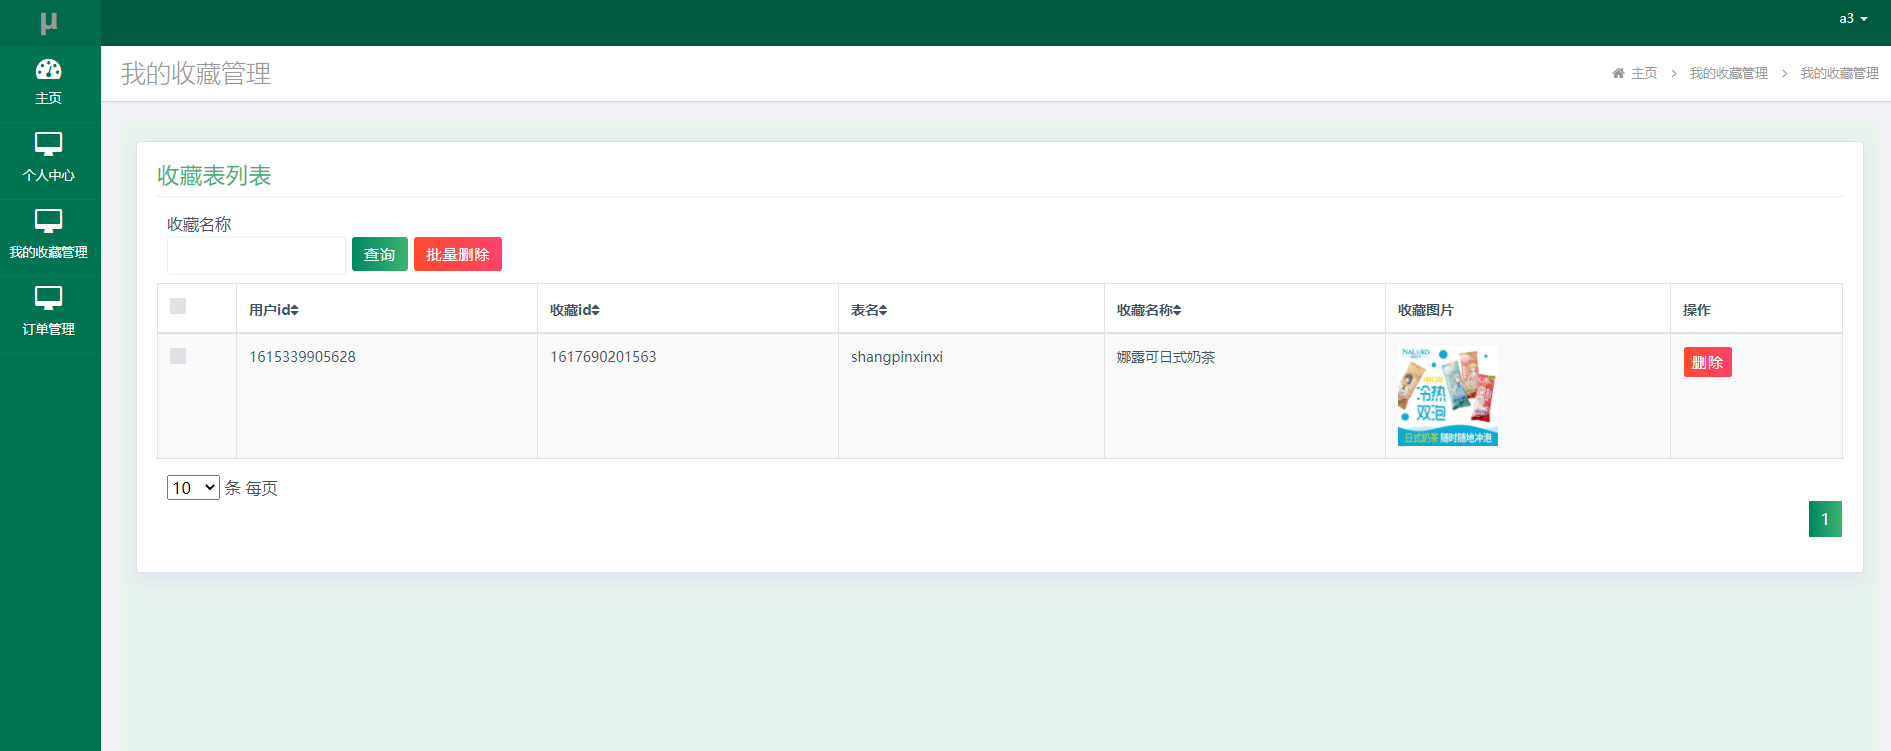 μ
a3
主页
个人中心
我的收藏管理
订单管理
我的收藏管理
主页 > 我的收藏管理 > 我的收藏管理
收藏表列表
收藏名称
查询 批量删除
用户id 收藏id 表名 收藏名称 收藏图片 操作
1615339905628 1617690201563 shangpinxinxi 娜露可日式奶茶 删除
NALUKO
冷热
双泡
日式奶茶 随时随地冲泡
10 条 每页
1